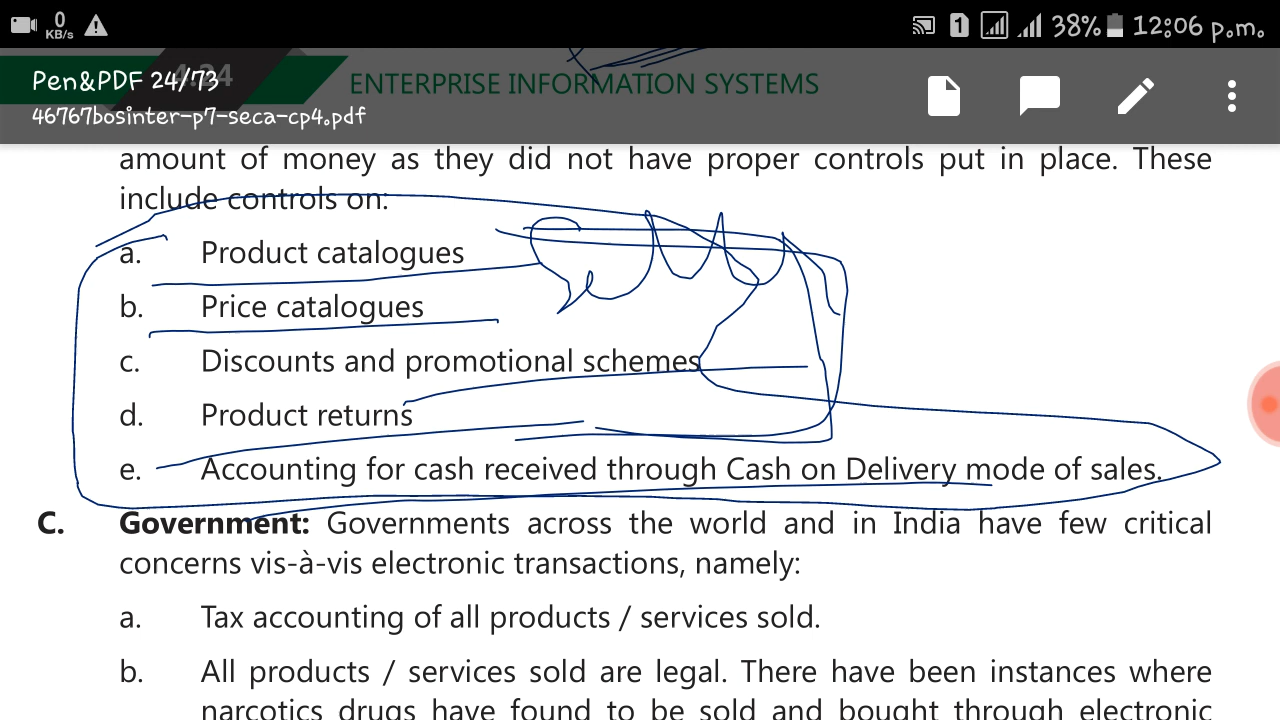 0
KB/s
1
38%
12:06 p.m.
4.24
Pen&PDF 24/73
ENTERPRISE INFORMATION SYSTEMS
46767bosinter-p7-seca-cp4.pdf
amount of money as they did not have proper controls put in place. These
include controls on:
a. Product catalogues
b. Price catalogues
c. Discounts and promotional schemes
d. Product returns
e. Accounting for cash received through Cash on Delivery mode of sales.
C. Government: Governments across the world and in India have few critical
concerns vis-à-vis electronic transactions, namely:
a. Tax accounting of all products / services sold.
b. All products / services sold are legal. There have been instances where
narcotics drugs have found to be sold and bought through electronic